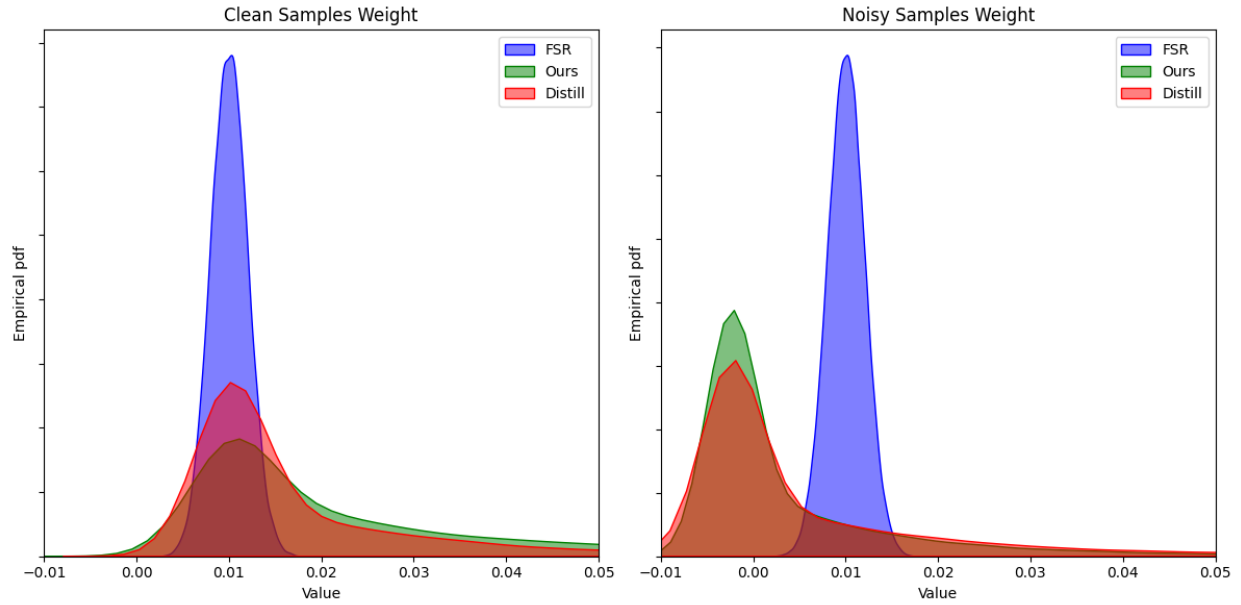 Clean Samples Weight
FSR
Ours
Distill
Empirical pdf
−0.01 0.00 0.01 0.02 0.03 0.04 0.05
Value
Noisy Samples Weight
FSR
Ours
Distill
Empirical pdf
−0.01 0.00 0.01 0.02 0.03 0.04 0.05
Value